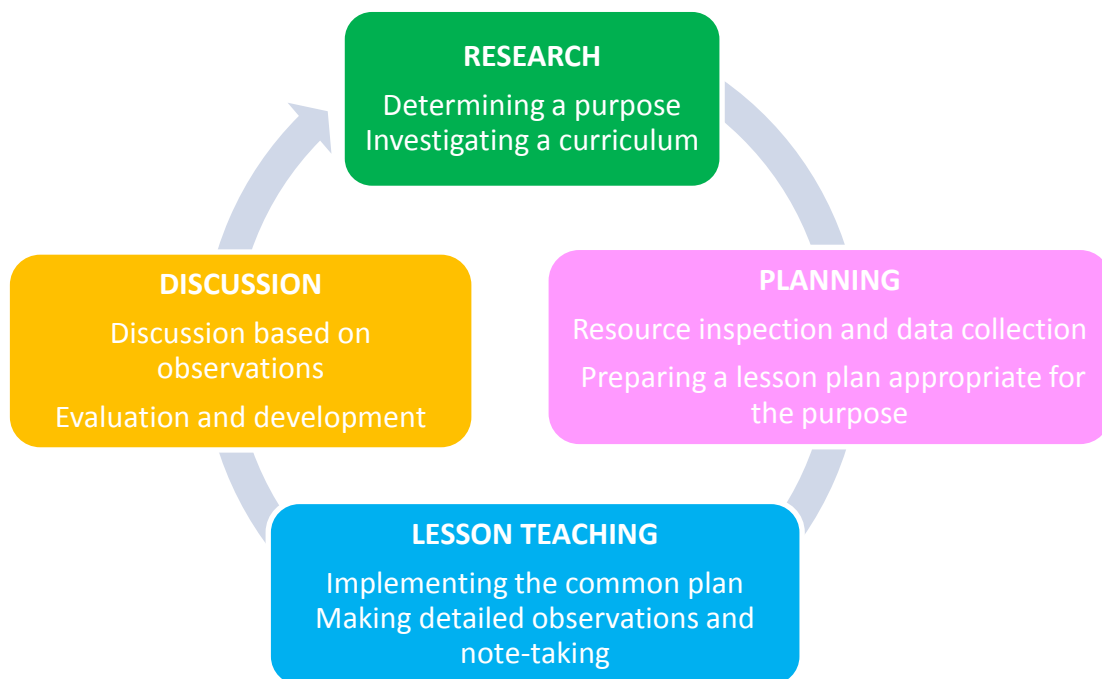 RESEARCH
Determining a purpose
Investigating a curriculum
PLANNING
Resource inspection and data collection
Preparing a lesson plan appropriate for
the purpose
LESSON TEACHING
Implementing the common plan
Making detailed observations and
note-taking
DISCUSSION
Discussion based on
observations
Evaluation and development